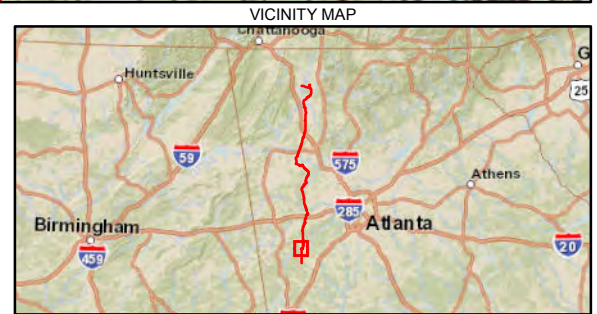 VICINITY MAP
Chattanooga
Huntsville
G
25
59
575
Athens
285
Atlanta
Birmingham
459
20